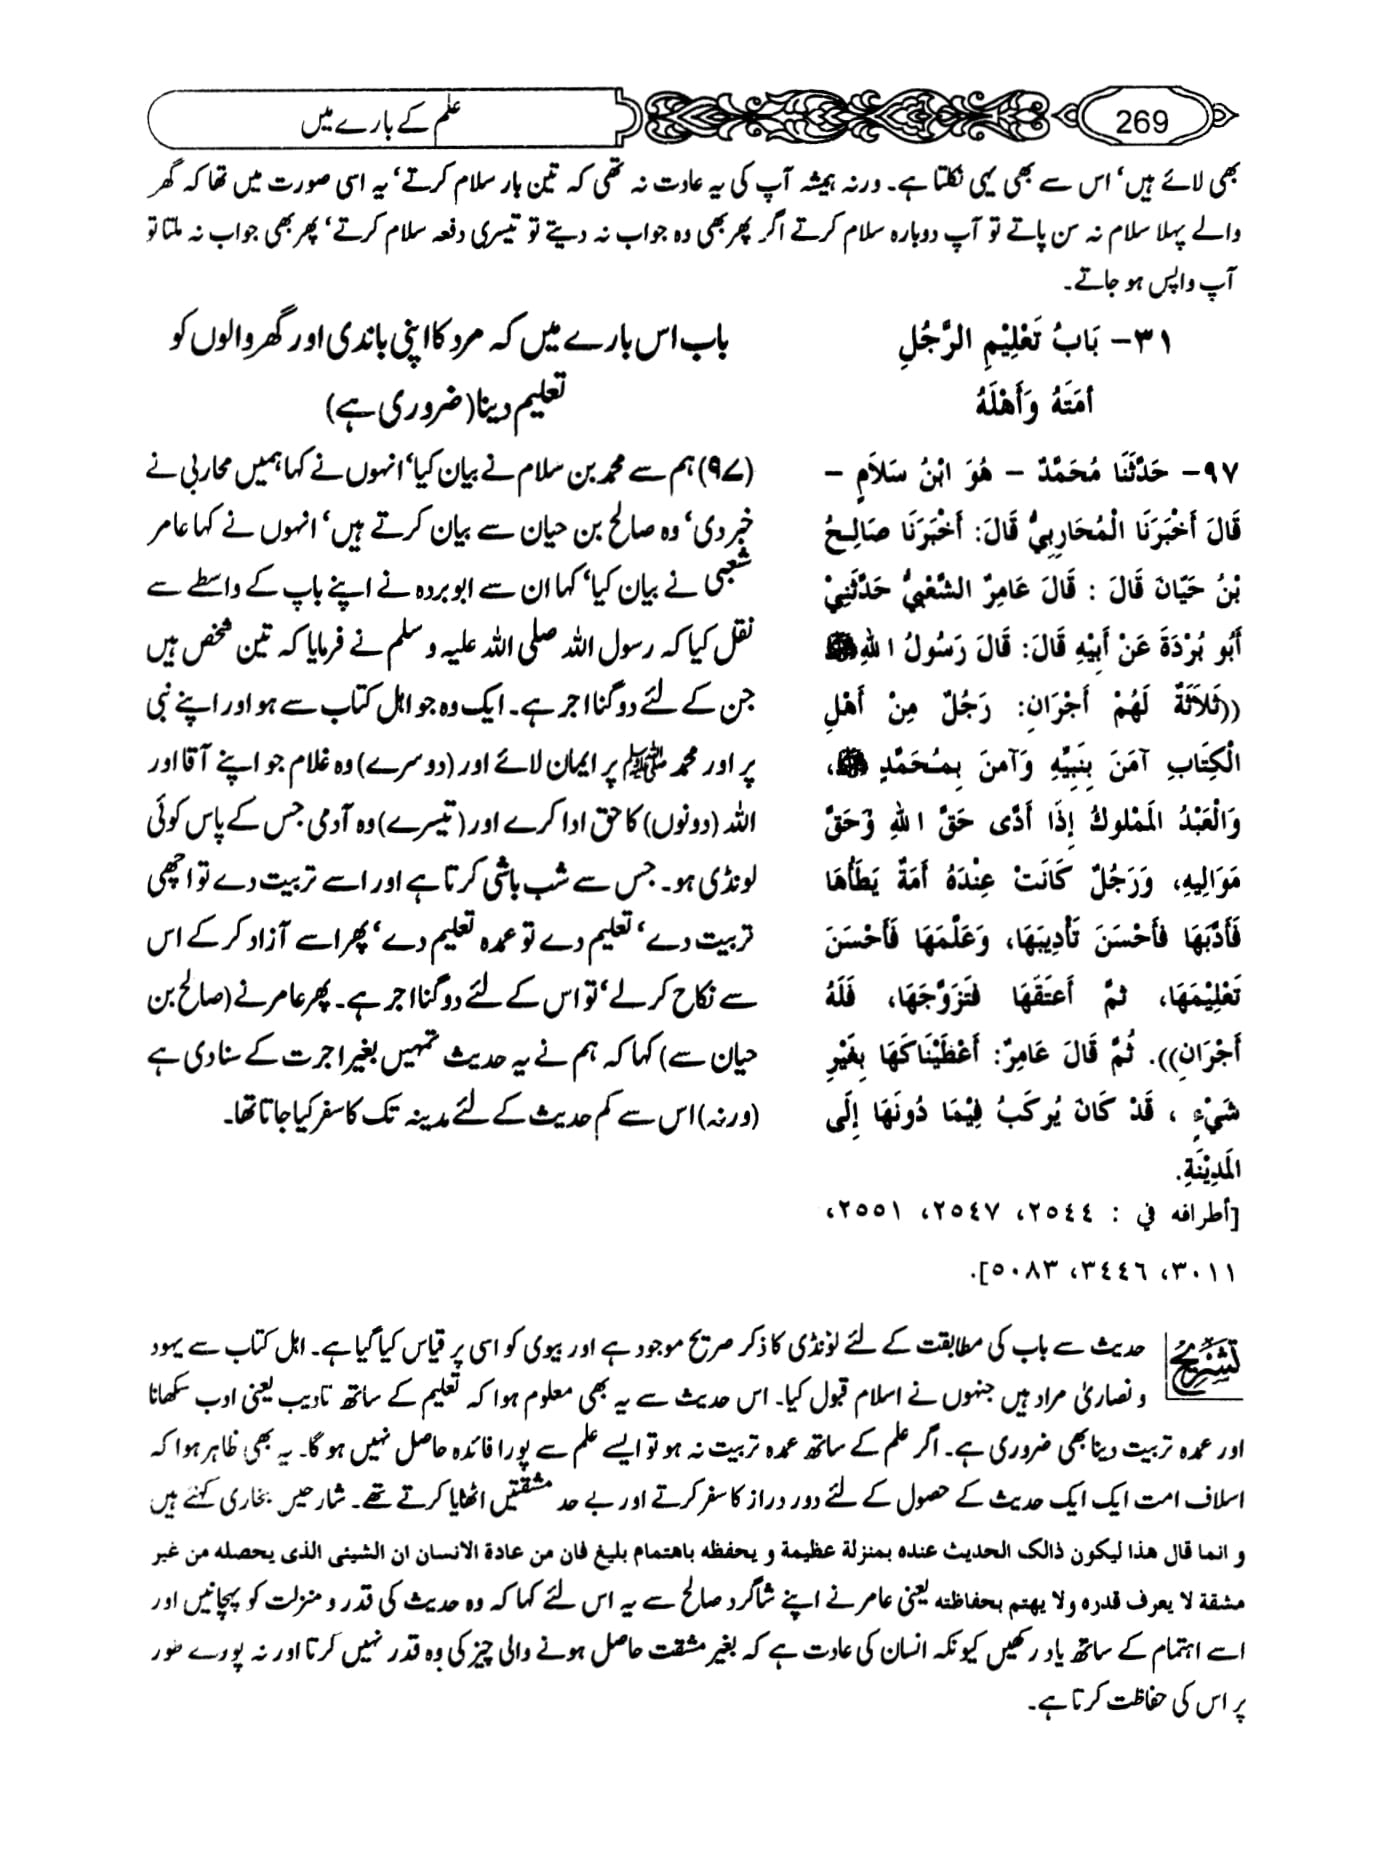 269
علم کے بارے میں
بھی لائے ہیں‘ اس سے بھی یہی نکلتا ہے۔ ورنہ ہمیشہ آپ کی یہ عادت نہ تھی کہ تین بار سلام کرتے‘ یہ اسی صورت میں تھا کہ گھر
والے پہلا سلام نہ سن پاتے تو آپ دوبارہ سلام کرتے اگر پھر بھی وہ جواب نہ دیتے تو تیسری دفعہ سلام کرتے‘ پھر بھی جواب نہ ملتا تو
آپ واپس ہو جاتے۔
٣١- بَابُ تَعْلِيْمِ الرَّجُلِ
أَمَتَهُ وَأَهْلَهُ
٩٧- حَدَّثَنَا مُحَمَّدٌ - هُوَ ابْنُ سَلاَمٍ -
قَالَ أَخْبَرَنَا الْمُحَارِبِيُّ قَالَ: أَخْبَرَنَا صَالِحُ
بْنُ حَيَّانَ قَالَ : قَالَ عَامِرٌ الشَّعْبِيُّ حَدَّثَنِيْ
أَبُو بُرْدَةَ عَنْ أَبِيْهِ قَالَ: قَالَ رَسُولُ اللهِ ﷺ
((ثَلاَثَةٌ لَهُمْ أَجْرَانِ: رَجُلٌ مِنْ أَهْلِ
الْكِتَابِ آمَنَ بِنَبِيِّهِ وَآمنَ بِمُحَمَّدٍ ﷺ،
وَالْعَبْدُ الْمَمْلوكُ إِذَا أَدَّى حَقَّ اللهِ وَحَقَّ
مَوَالِيهِ، وَرَجُلٌ كَانَتْ عِنْدَهُ أَمَةٌ يَطَأُهَا
فَأَدَّبَهَا فَأَحْسَنَ تَأْدِيبَهَا، وَعَلَّمَهَا فَأَحْسَنَ
تَعْلِيْمَهَا، ثمَّ أَعتَقَهَا فَتَزَوَّجَهَا، فَلَهُ
أَجْرَانِ)). ثُمَّ قَالَ عَامِرٌ: أَعْطَيْنَاكَهَا بِغَيْرِ
شَيْءٍ ، قَدْ كَانَ يُركَبُ فِيْمَا دُونَهَا إِلَى
الْمَدِيْنَةِ.
[أطرافه في : ٢٥٤٤، ٢٥٤٧، ٢٥٥١،
٣٠١١، ٣٤٤٦، ٥٠٨٣].
باب اس بارے میں کہ مرد کا اپنی باندی اور گھر والوں کو
تعلیم دینا (ضروری ہے)
(۹۷) ہم سے محمد بن سلام نے بیان کیا‘ انہوں نے کہا ہمیں محاربی نے
خبر دی‘ وہ صالح بن حیان سے بیان کرتے ہیں‘ انہوں نے کہا عامر
شعبی نے بیان کیا‘ کہا ان سے ابوبردہ نے اپنے باپ کے واسطے سے
نقل کیا کہ رسول اللہ صلی اللہ علیہ وسلم نے فرمایا کہ تین شخص ہیں
جن کے لئے دوگنا اجر ہے۔ ایک وہ جو اہل کتاب سے ہو اور اپنے نبی
پر اور محمد ﷺ پر ایمان لائے اور (دوسرے) وہ غلام جو اپنے آقا اور
اللہ (دونوں) کا حق ادا کرے اور (تیسرے) وہ آدمی جس کے پاس کوئی
لونڈی ہو۔ جس سے شب باشی کرتا ہے اور اسے تربیت دے تو اچھی
تربیت دے‘ تعلیم دے تو عمدہ تعلیم دے‘ پھر اسے آزاد کر کے اس
سے نکاح کر لے‘ تو اس کے لئے دوگنا اجر ہے۔ پھر عامر نے (صالح بن
حیان سے) کہا کہ ہم نے یہ حدیث تمہیں بغیر اجرت کے سنا دی ہے
(ورنہ) اس سے کم حدیث کے لئے مدینہ تک کا سفر کیا جاتا تھا۔
تشریح
حدیث سے باب کی مطابقت کے لئے لونڈی کا ذکر صریح موجود ہے اور بیوی کو اسی پر قیاس کیا گیا ہے۔ اہل کتاب سے یہود
و نصاریٰ مراد ہیں جنہوں نے اسلام قبول کیا۔ اس حدیث سے یہ بھی معلوم ہوا کہ تعلیم کے ساتھ تادیب یعنی ادب سکھانا
اور عمدہ تربیت دینا بھی ضروری ہے۔ اگر علم کے ساتھ عمدہ تربیت نہ ہو تو ایسے علم سے پورا فائدہ حاصل نہیں ہو گا۔ یہ بھی ظاہر ہوا کہ
اسلاف امت ایک ایک حدیث کے حصول کے لئے دور دراز کا سفر کرتے اور بے حد مشقتیں اٹھایا کرتے تھے۔ شارحین بخاری کہتے ہیں
و انما قال هذا لیکون ذالک الحدیث عنده بمنزلة عظیمة و یحفظه باهتمام بلیغ فان من عادة الانسان ان الشیئی الذی یحصله من غیر
مشقة لا یعرف قدره ولا یهتم بحفاظته یعنی عامر نے اپنے شاگرد صالح سے یہ اس لئے کہا کہ وہ حدیث کی قدر و منزلت کو پہچانیں اور
اسے اہتمام کے ساتھ یاد رکھیں کیونکہ انسان کی عادت ہے کہ بغیر مشقت حاصل ہونے والی چیز کی وہ قدر نہیں کرتا اور نہ پورے طور
پر اس کی حفاظت کرتا ہے۔